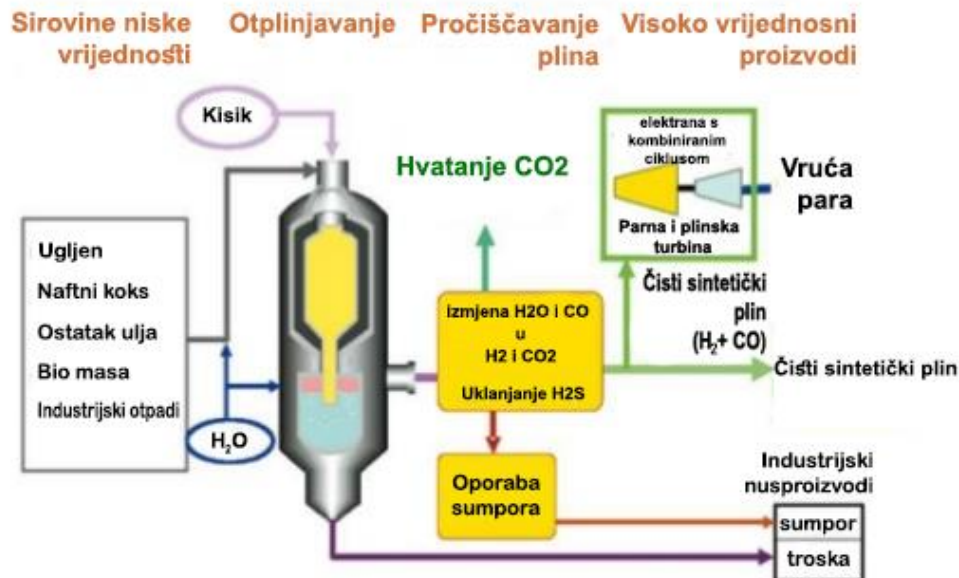 Sirovine niske
vrijednosti
Otplinjavanje
Pročiščavanje
plina
Visoko vrijednosni
proizvodi
Kisik
Hvatanje CO2
elektrana s
kombiniranim
ciklusom
Parna i plinska
turbina
Vruća
para
Ugljen
Naftni koks
Ostatak ulja
Bio masa
Industrijski otpadi
H₂O
izmjena H2O i CO
u
H2 i CO2
Uklanjanje H2S
Čisti sintetički
plin
(H₂+ CO)
Čisti sintetički plin
Oporaba
sumpora
Industrijski
nusproizvodi
sumpor
troska